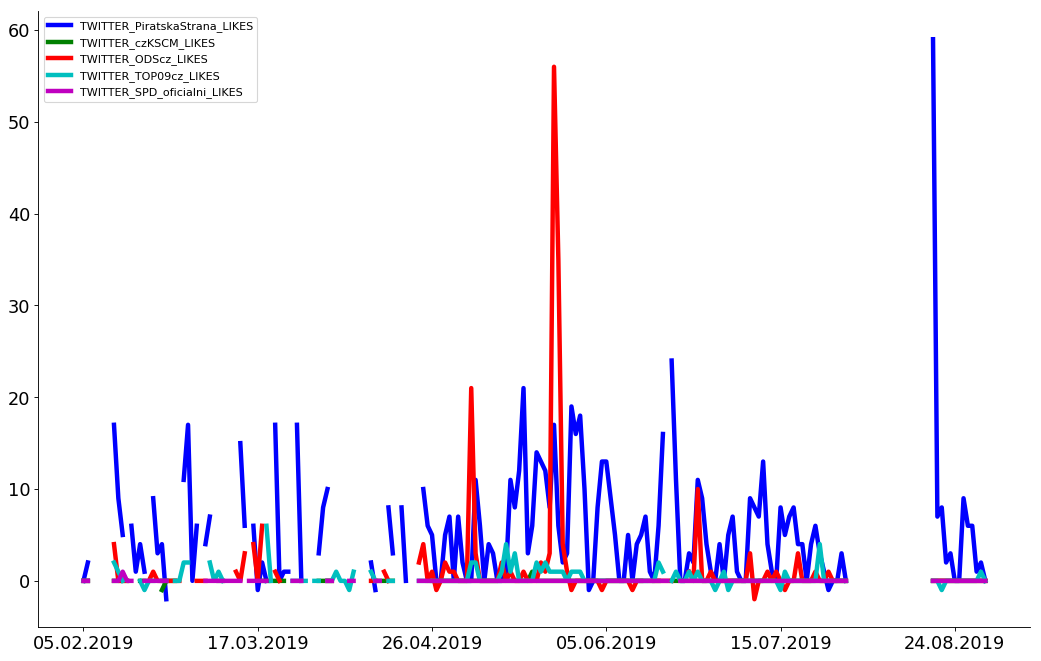 TWITTER_PiratskaStrana_LIKES
TWITTER_czKSCM_LIKES
TWITTER_ODScz_LIKES
TWITTER_TOP09cz_LIKES
TWITTER_SPD_oficialni_LIKES
60
50
40
30
20
10
0
05.02.2019 17.03.2019 26.04.2019 05.06.2019 15.07.2019 24.08.2019